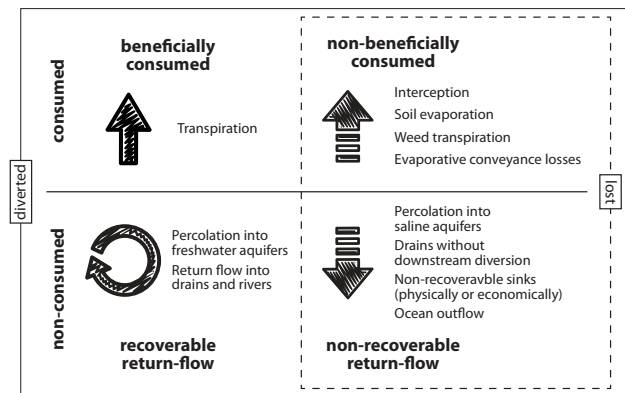 beneficially
consumed
non-beneficially
consumed
consumed
Transpiration
Interception
Soil evaporation
Weed transpiration
Evaporative conveyance losses
diverted
lost
non-consumed
Percolation into
freshwater aquifers
Return flow into
drains and rivers
Percolation into
saline aquifers
Drains without
downstream diversion
Non-recoveravble sinks
(physically or economically)
Ocean outflow
recoverable
return-flow
non-recoverable
return-flow